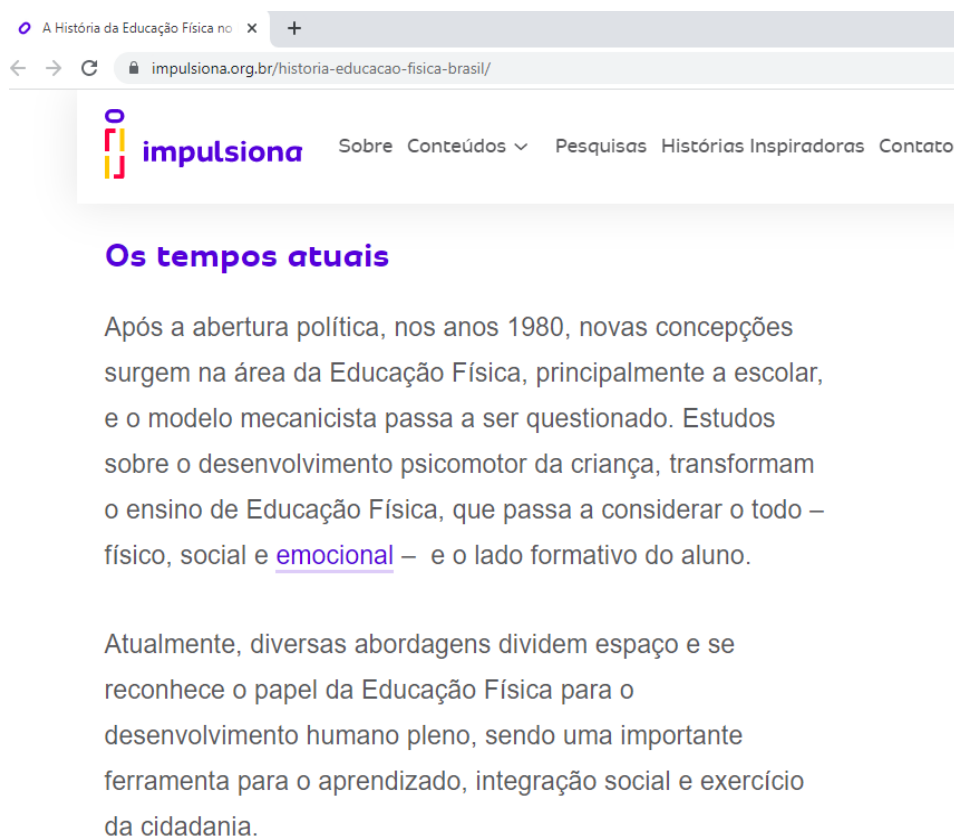 A História da Educação Física no
impulsiona.org.br/historia-educacao-fisica-brasil/
impulsiona Sobre Conteúdos Pesquisas Histórias Inspiradoras Contato
Os tempos atuais
Após a abertura política, nos anos 1980, novas concepções
surgem na área da Educação Física, principalmente a escolar,
e o modelo mecanicista passa a ser questionado. Estudos
sobre o desenvolvimento psicomotor da criança, transformam
o ensino de Educação Física, que passa a considerar o todo –
físico, social e emocional – e o lado formativo do aluno.
Atualmente, diversas abordagens dividem espaço e se
reconhece o papel da Educação Física para o
desenvolvimento humano pleno, sendo uma importante
ferramenta para o aprendizado, integração social e exercício
da cidadania.